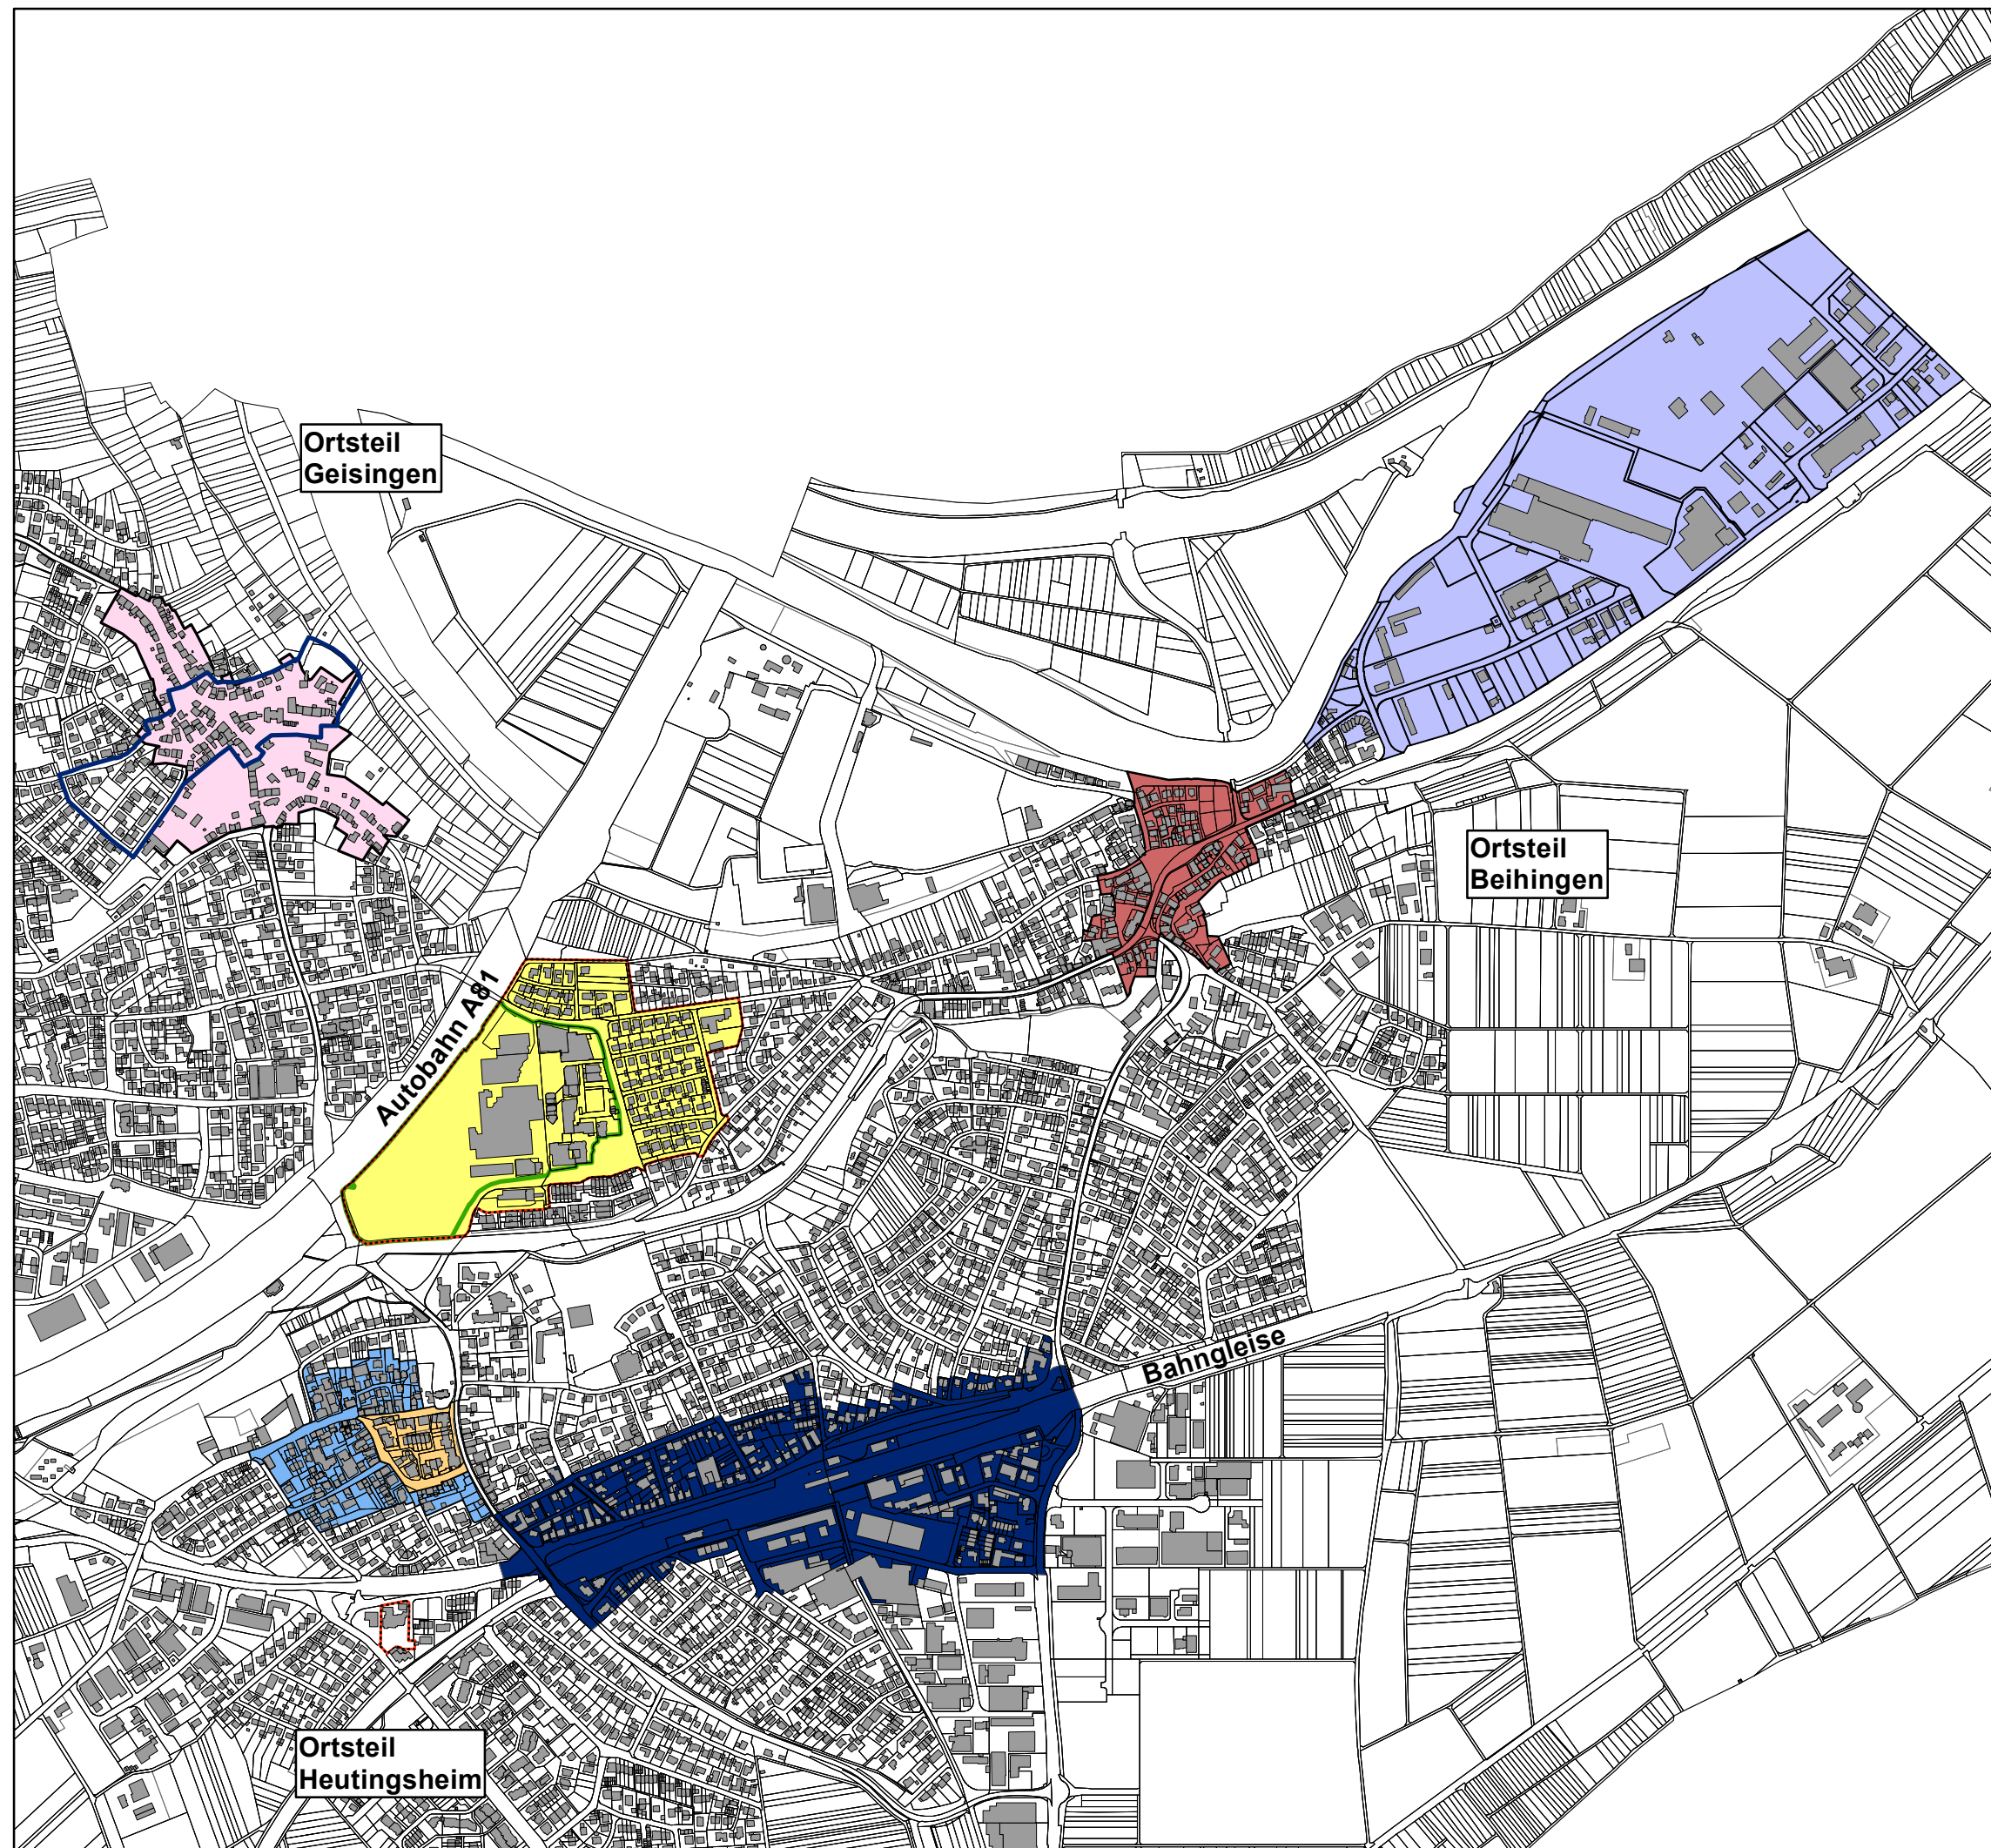 Ortsteil
Geisingen
Ortsteil
Beihingen
Autobahn A81
Bahngleise
Ortsteil
Heutingsheim